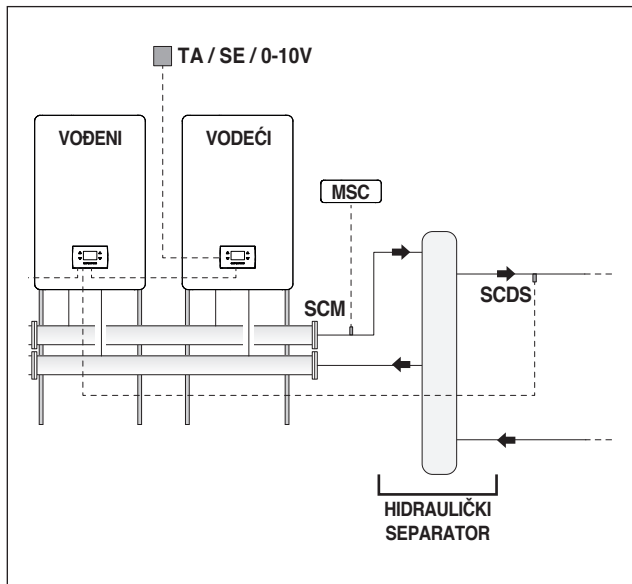 TA / SE / 0-10V
VOĐENI
VODEĆI
MSC
SCM
SCDS
HIDRAULIČKI
SEPARATOR